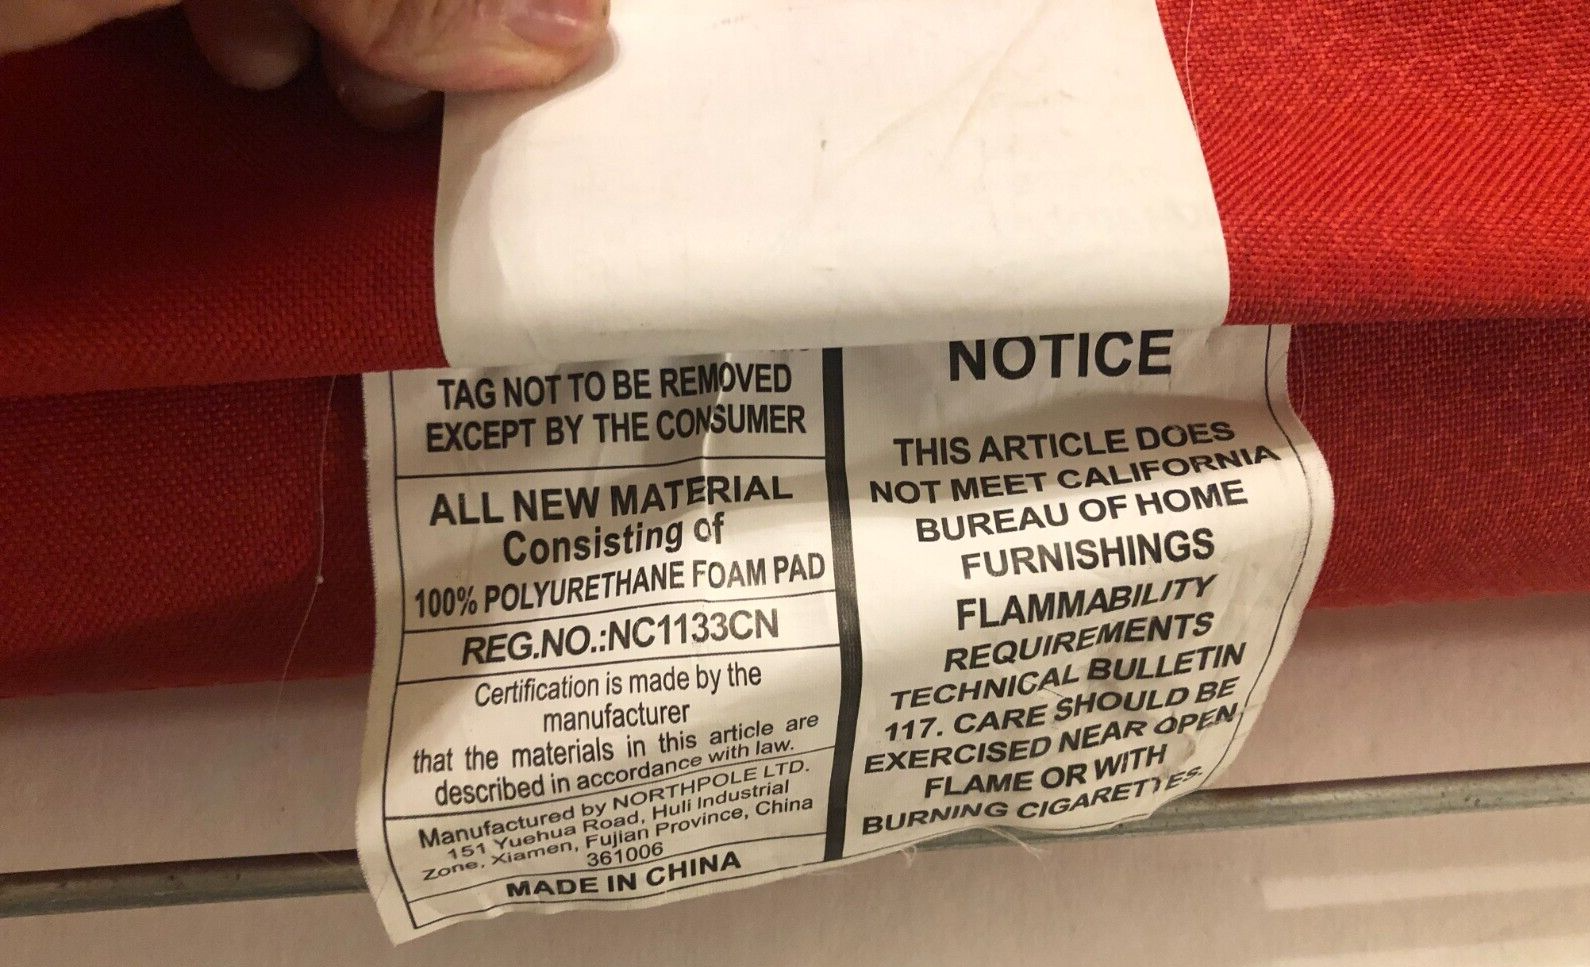 TAG NOT TO BE REMOVED
EXCEPT BY THE CONSUMER
ALL NEW MATERIAL
Consisting of
100% POLYURETHANE FOAM PAD
REG.NO.:NC1133CN
Certification is made by the
manufacturer
that the materials in this article are
described in accordance with law.
Manufactured by NORTHPOLE LTD.
151 Yuehua Road, Huli Industrial
Zone, Xiamen, Fujian Province, China
361006
MADE IN CHINA
NOTICE
THIS ARTICLE DOES
NOT MEET CALIFORNIA
BUREAU OF HOME
FURNISHINGS
FLAMMABILITY
REQUIREMENTS
TECHNICAL BULLETIN
117. CARE SHOULD BE
EXERCISED NEAR OPEN
FLAME OR WITH
BURNING CIGARETTES.